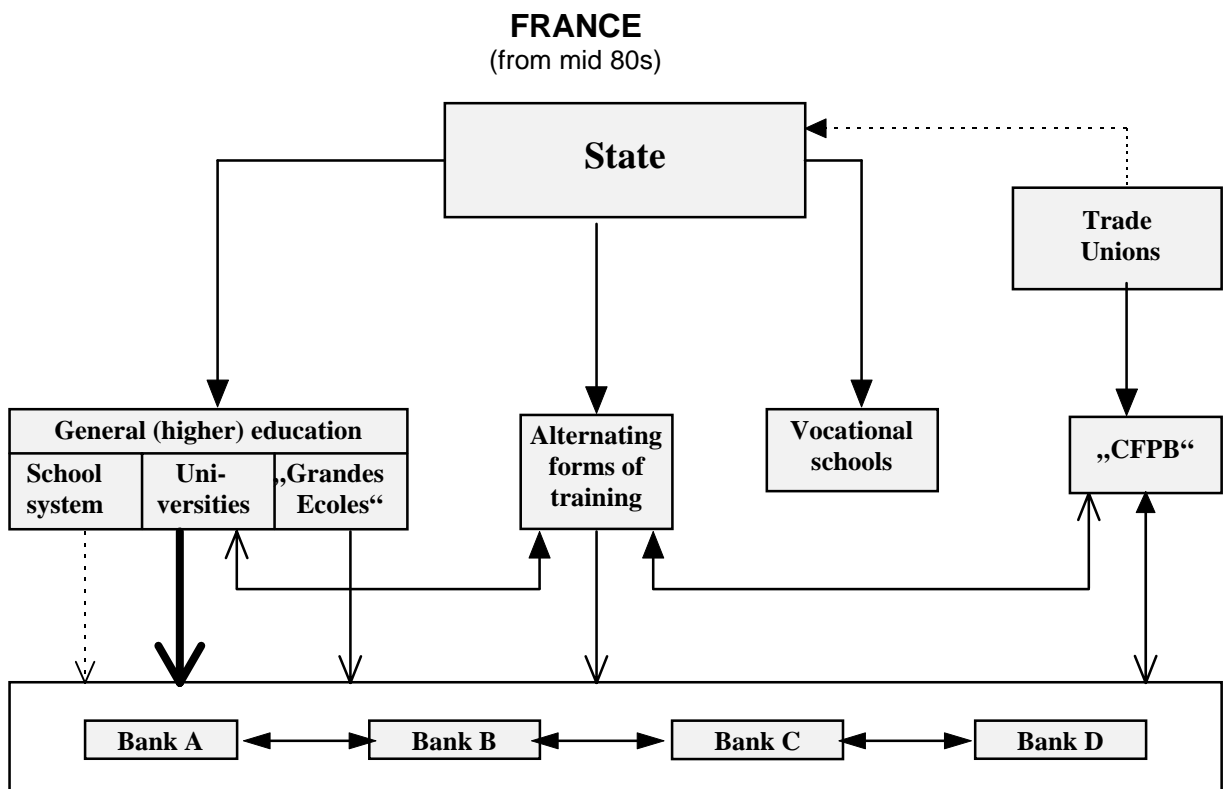 FRANCE
(from mid 80s)
State
Trade
Unions
General (higher) education
School
system
Uni-
versities
„Grandes
Ecoles“
Alternating
forms of
training
Vocational
schools
„CFPB“
Bank A
Bank B
Bank C
Bank D